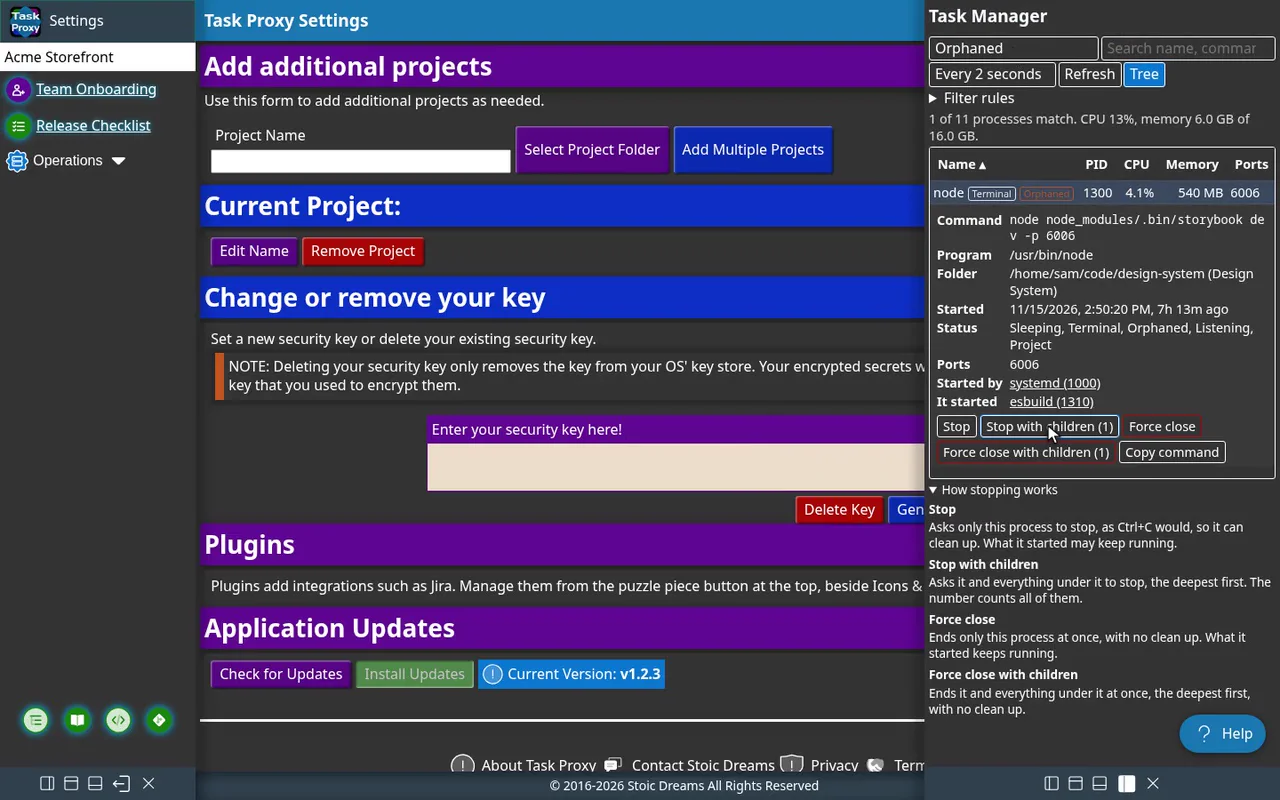 Task Proxy
Settings
Acme Storefront
Team Onboarding
Release Checklist
Operations
Task Proxy Settings
Add additional projects
Use this form to add additional projects as needed.
Project Name
Select Project Folder
Add Multiple Projects
Current Project:
Edit Name
Remove Project
Change or remove your key
Set a new security key or delete your existing security key.
NOTE: Deleting your security key only removes the key from your OS' key store. Your encrypted secrets w
key that you used to encrypt them.
Enter your security key here!
Delete Key
Gen
Plugins
Plugins add integrations such as Jira. Manage them from the puzzle piece button at the top, beside Icons &
Application Updates
Check for Updates
Install Updates
Current Version: v1.2.3
About Task Proxy
Contact Stoic Dreams
Privacy
Term
© 2016-2026 Stoic Dreams All Rights Reserved
Task Manager
Orphaned
Search name, commar
Every 2 seconds
Refresh
Tree
Filter rules
1 of 11 processes match. CPU 13%, memory 6.0 GB of
16.0 GB.
Name PID CPU Memory Ports
node Terminal Orphaned 1300 4.1% 540 MB 6006
Command node node_modules/.bin/storybook de
v -p 6006
Program /usr/bin/node
Folder /home/sam/code/design-system (Design
System)
Started 11/15/2026, 2:50:20 PM, 7h 13m ago
Status Sleeping, Terminal, Orphaned, Listening,
Project
Ports 6006
Started by systemd (1000)
It started esbuild (1310)
Stop
Stop with children (1)
Force close
Force close with children (1)
Copy command
How stopping works
Stop
Asks only this process to stop, as Ctrl+C would, so it can
clean up. What it started may keep running.
Stop with children
Asks it and everything under it to stop, the deepest first. The
number counts all of them.
Force close
Ends only this process at once, with no clean up. What it
started keeps running.
Force close with children
Ends it and everything under it at once, the deepest first,
with no clean up.
Help